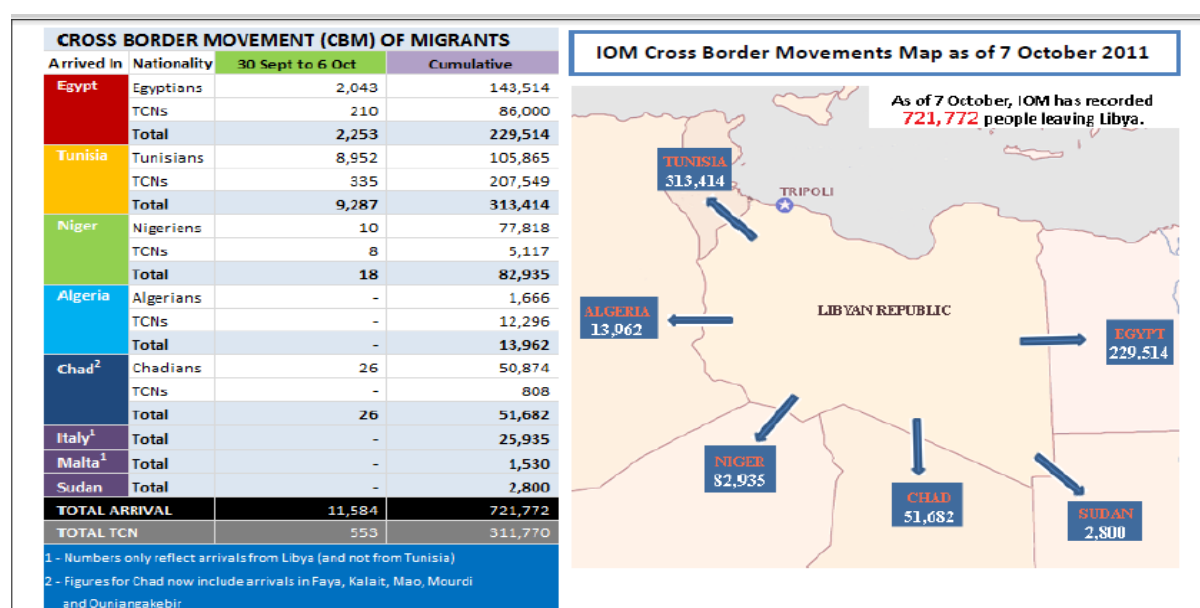 CROSS BORDER MOVEMENT (CBM) OF MIGRANTS
Arrived In Nationality 30 Sept to 6 Oct Cumulative
Egypt Egyptians 2,043 143,514
TCNs 210 86,000
Total 2,253 229,514
Tunisia Tunisians 8,952 105,865
TCNs 335 207,549
Total 9,287 313,414
Niger Nigeriens 10 77,818
TCNs 8 5,117
Total 18 82,935
Algeria Algerians - 1,666
TCNs - 12,296
Total - 13,962
Chad² Chadians 26 50,874
TCNs - 808
Total 26 51,682
Italy¹ Total - 25,935
Malta¹ Total - 1,530
Sudan Total - 2,800
TOTAL ARRIVAL 11,584 721,772
TOTAL TCN 553 311,770
1 - Numbers only reflect arrivals from Libya (and not from Tunisia)
2 - Figures for Chad now include arrivals in Faya, Kalait, Mao, Mourdi
and Ouniangakebir
IOM Cross Border Movements Map as of 7 October 2011
As of 7 October, IOM has recorded
721,772 people leaving Libya.
TUNISIA
313,414
TRIPOLI
ALGERIA
13,962
LIBYAN REPUBLIC
EGYPT
229,514
NIGER
82,935
CHAD
51,682
SUDAN
2,800